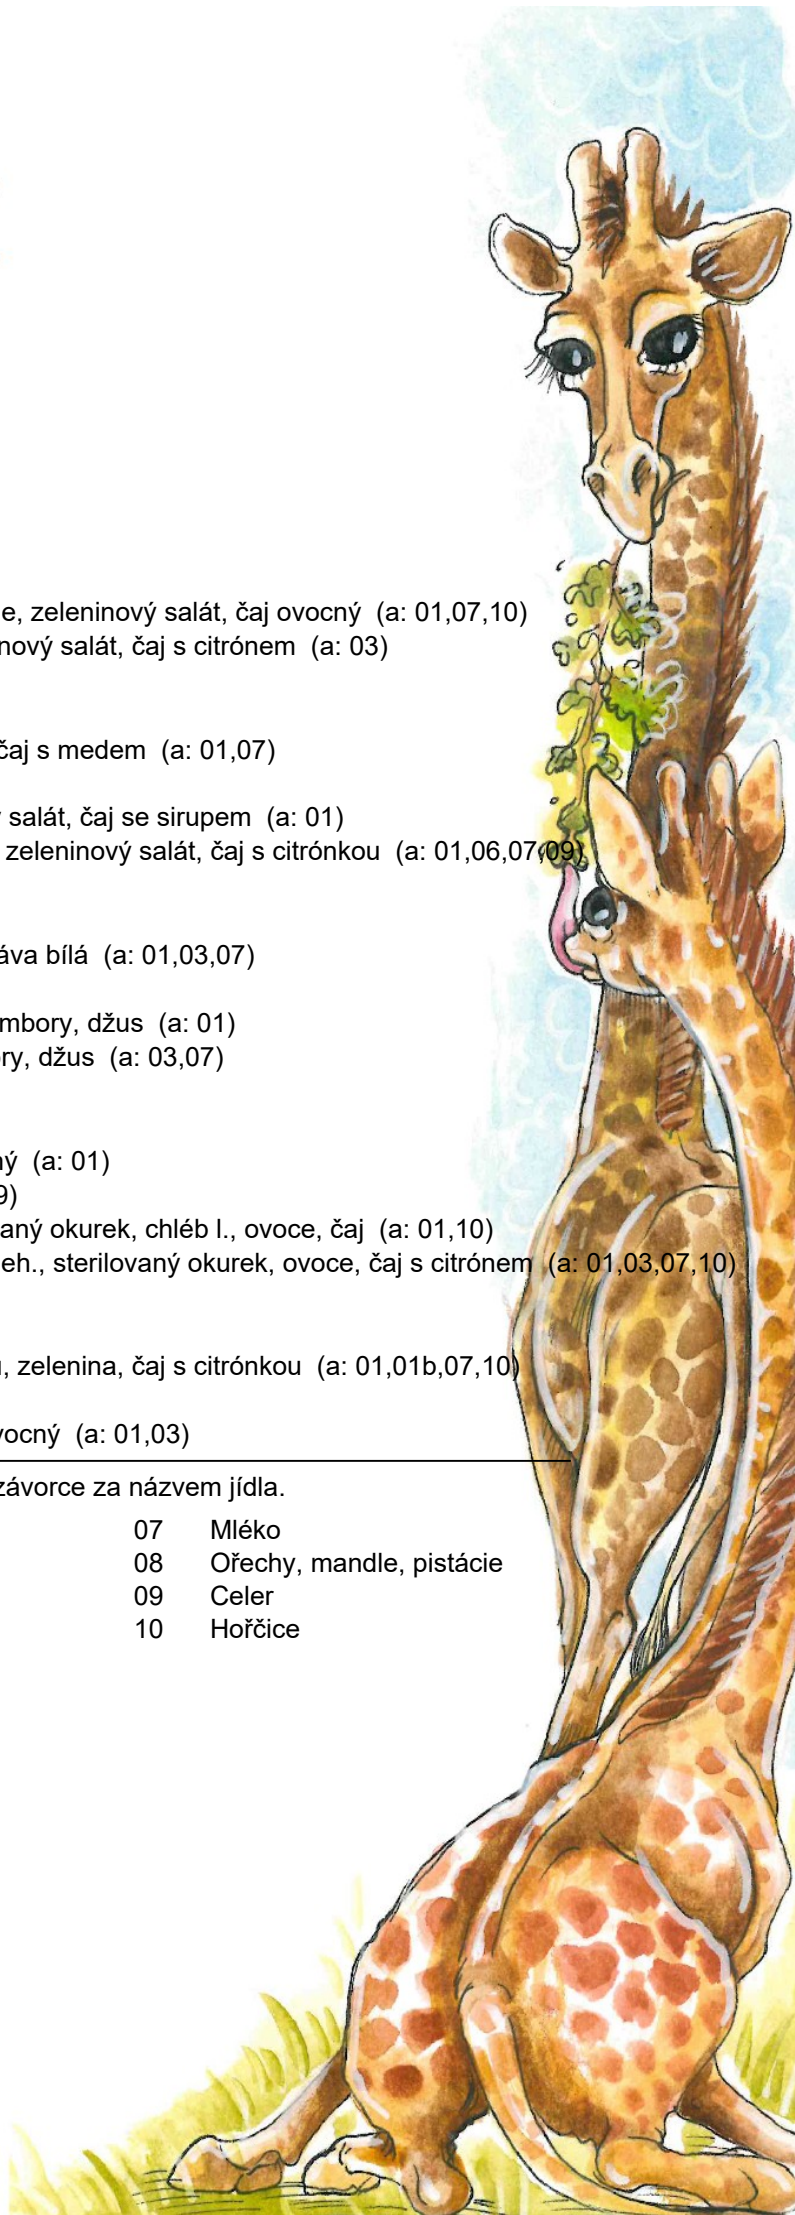 e, zeleninový salát, čaj ovocný (a: 01,07,10)
nový salát, čaj s citrónem (a: 03)
čaj s medem (a: 01,07)
salát, čaj se sirupem (a: 01)
zeleninový salát, čaj s citrónkou (a: 01,06,07,09)
áva bílá (a: 01,03,07)
mbory, džus (a: 01)
ry, džus (a: 03,07)
ý (a: 01)
9)
aný okurek, chléb l., ovoce, čaj (a: 01,10)
eh., sterilovaný okurek, ovoce, čaj s citrónem (a: 01,03,07,10)
, zelenina, čaj s citrónkou (a: 01,01b,07,10)
vocný (a: 01,03)
závorce za názvem jídla.
07 Mléko
08 Ořechy, mandle, pistácie
09 Celer
10 Hořčice